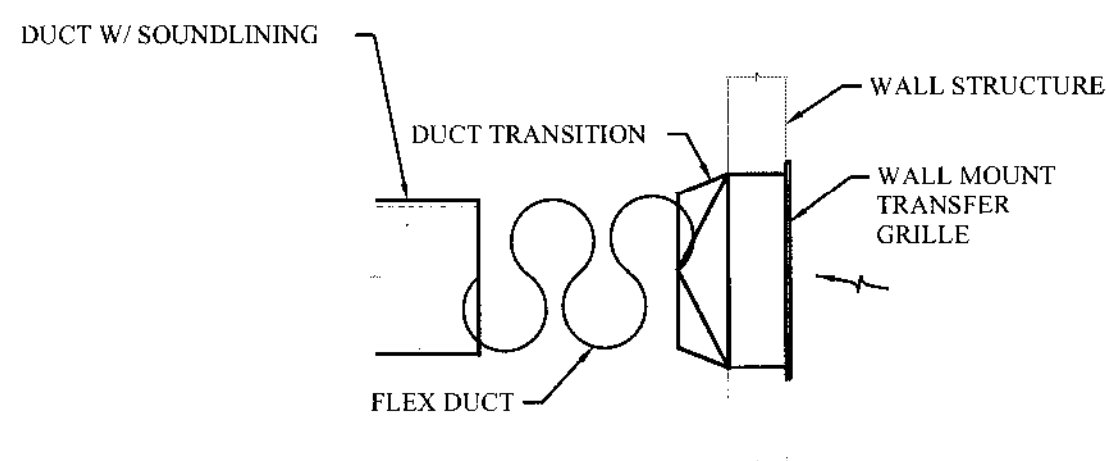 DUCT W/ SOUNDLINING
WALL STRUCTURE
DUCT TRANSITION
WALL MOUNT
TRANSFER
GRILLE
FLEX DUCT